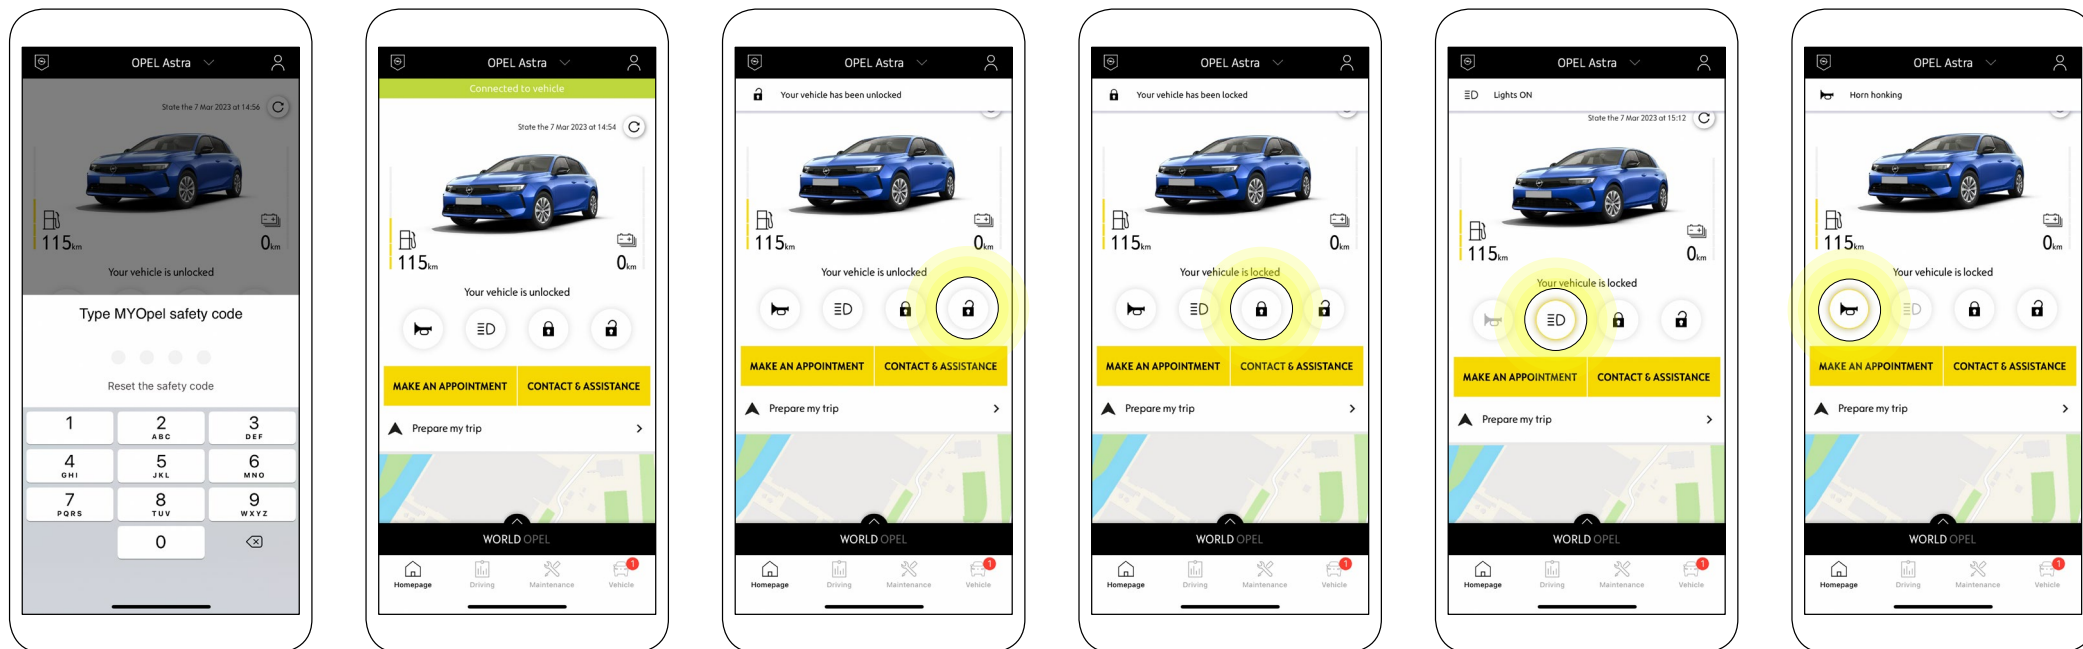 OPEL Astra
State the 7 Mar 2023 at 14:56
115km
0km
Your vehicle is unlocked
Type MYOpel safety code
Reset the safety code
1
2
ABC
3
DEF
4
GHI
5
JKL
6
MNO
7
PQRS
8
TUV
9
WXYZ
0
OPEL Astra
Connected to vehicle
State the 7 Mar 2023 at 14:54
115km
0km
Your vehicle is unlocked
MAKE AN APPOINTMENT
CONTACT & ASSISTANCE
Prepare my trip
WORLD OPEL
Homepage
Driving
Maintenance
Vehicle
1
OPEL Astra
Your vehicle has been unlocked
115km
0km
Your vehicle is unlocked
MAKE AN APPOINTMENT
CONTACT & ASSISTANCE
Prepare my trip
WORLD OPEL
Homepage
Driving
Maintenance
Vehicle
1
OPEL Astra
Your vehicle has been locked
115km
0km
Your vehicule is locked
MAKE AN APPOINTMENT
CONTACT & ASSISTANCE
Prepare my trip
WORLD OPEL
Homepage
Driving
Maintenance
Vehicle
1
OPEL Astra
Lights ON
State the 7 Mar 2023 at 15:12
115km
0km
Your vehicule is locked
MAKE AN APPOINTMENT
CONTACT & ASSISTANCE
Prepare my trip
WORLD OPEL
Homepage
Driving
Maintenance
Vehicle
1
OPEL Astra
Horn honking
115km
0km
Your vehicule is locked
MAKE AN APPOINTMENT
CONTACT & ASSISTANCE
Prepare my trip
WORLD OPEL
Homepage
Driving
Maintenance
Vehicle
1